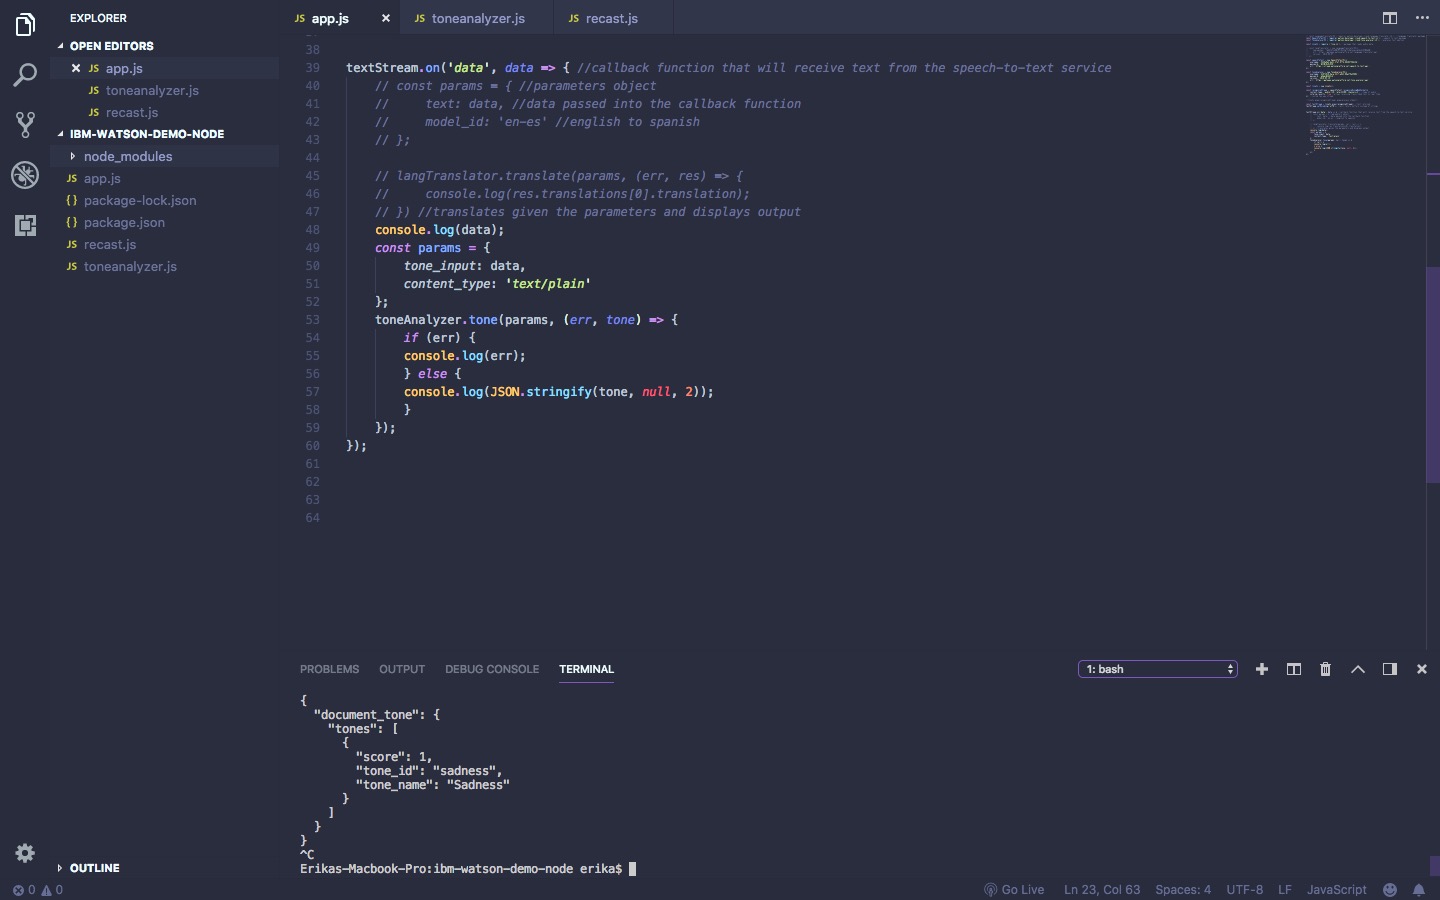 EXPLORER
OPEN EDITORS
JS app.js
JS toneanalyzer.js
JS recast.js
IBM-WATSON-DEMO-NODE
node_modules
JS app.js
{} package-lock.json
{} package.json
JS recast.js
JS toneanalyzer.js
OUTLINE
JS app.js JS toneanalyzer.js JS recast.js
38
39 textStream.on('data', data => { //callback function that will receive text from the speech-to-text service
40 // const params = { //parameters object
41 // text: data, //data passed into the callback function
42 // model_id: 'en-es' //english to spanish
43 // };
44
45 // langTranslator.translate(params, (err, res) => {
46 // console.log(res.translations[0].translation);
47 // }) //translates given the parameters and displays output
48 console.log(data);
49 const params = {
50 tone_input: data,
51 content_type: 'text/plain'
52 };
53 toneAnalyzer.tone(params, (err, tone) => {
54 if (err) {
55 console.log(err);
56 } else {
57 console.log(JSON.stringify(tone, null, 2));
58 }
59 });
60 });
61
62
63
64
PROBLEMS OUTPUT DEBUG CONSOLE TERMINAL 1: bash
{
"document_tone": {
"tones": [
{
"score": 1,
"tone_id": "sadness",
"tone_name": "Sadness"
}
]
}
}
^C
Erikas-Macbook-Pro:ibm-watson-demo-node erika$
0 0 Go Live Ln 23, Col 63 Spaces: 4 UTF-8 LF JavaScript